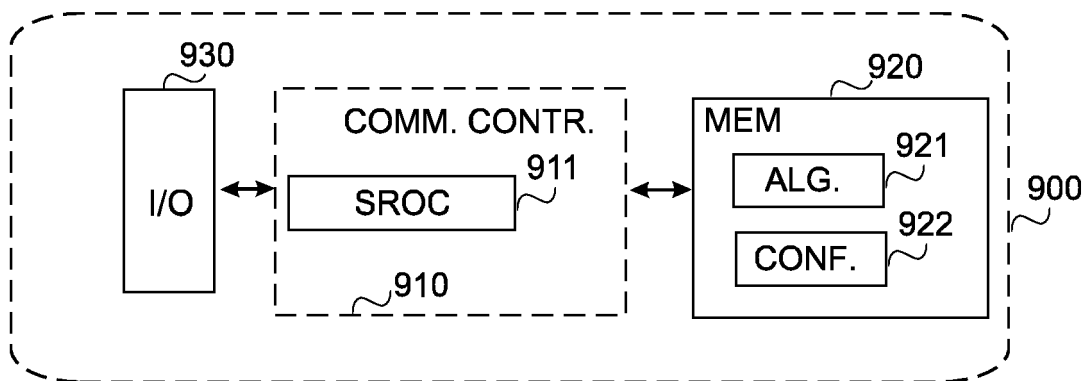 930
920
COMM. CONTR.
MEM
911
921
I/O
SROC
ALG.
900
922
CONF.
910